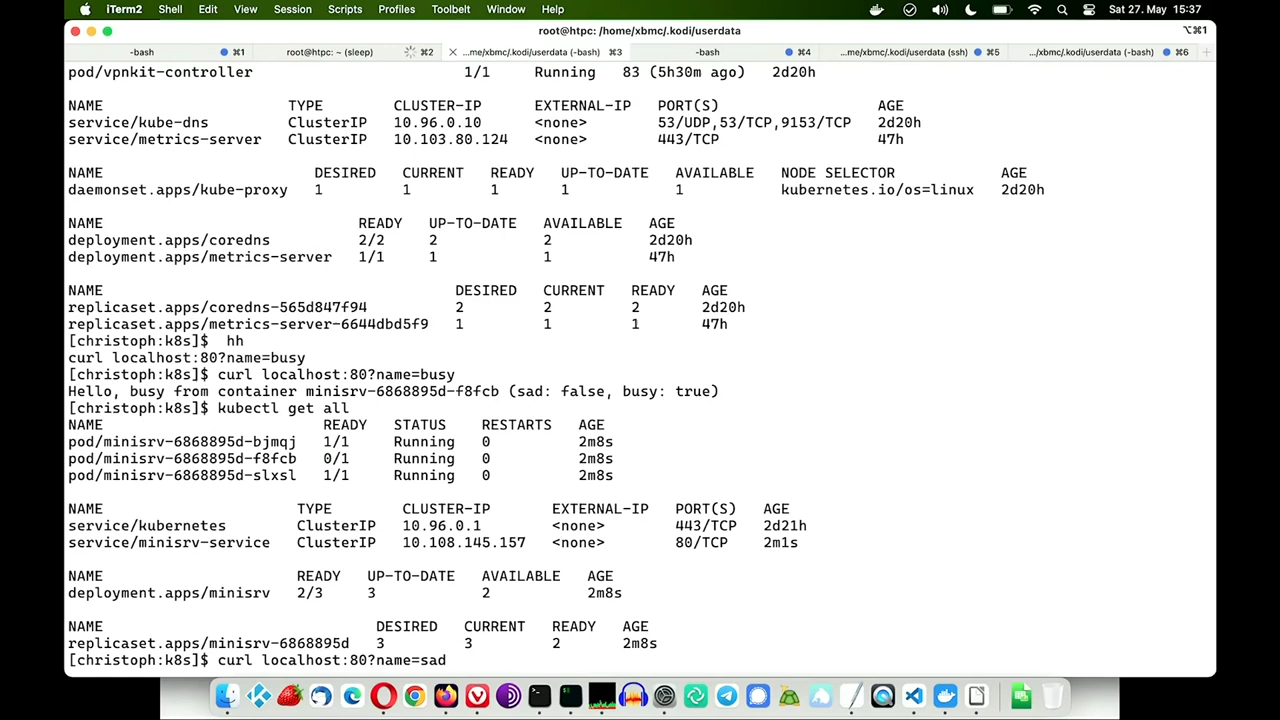 iTerm2 Shell Edit View Session Scripts Profiles Toolbelt Window Help Sat 27. May 15:37
root@htpc: /home/xbmc/.kodi/userdata ⌥⌘1
-bash ⌘1 root@htpc: ~ (sleep) ⌘2 ...me/xbmc/.kodi/userdata (-bash) ⌘3 -bash ⌘4 ...me/xbmc/.kodi/userdata (ssh) ⌘5 .../xbmc/.kodi/userdata (-bash) ⌘6
pod/vpnkit-controller 1/1 Running 83 (5h30m ago) 2d20h
NAME TYPE CLUSTER-IP EXTERNAL-IP PORT(S) AGE
service/kube-dns ClusterIP 10.96.0.10 <none> 53/UDP,53/TCP,9153/TCP 2d20h
service/metrics-server ClusterIP 10.103.80.124 <none> 443/TCP 47h
NAME DESIRED CURRENT READY UP-TO-DATE AVAILABLE NODE SELECTOR AGE
daemonset.apps/kube-proxy 1 1 1 1 1 kubernetes.io/os=linux 2d20h
NAME READY UP-TO-DATE AVAILABLE AGE
deployment.apps/coredns 2/2 2 2 2d20h
deployment.apps/metrics-server 1/1 1 1 47h
NAME DESIRED CURRENT READY AGE
replicaset.apps/coredns-565d847f94 2 2 2 2d20h
replicaset.apps/metrics-server-6644dbd5f9 1 1 1 47h
[christoph:k8s]$ hh
curl localhost:80?name=busy
[christoph:k8s]$ curl localhost:80?name=busy
Hello, busy from container minisrv-6868895d-f8fcb (sad: false, busy: true)
[christoph:k8s]$ kubectl get all
NAME READY STATUS RESTARTS AGE
pod/minisrv-6868895d-bjmqj 1/1 Running 0 2m8s
pod/minisrv-6868895d-f8fcb 0/1 Running 0 2m8s
pod/minisrv-6868895d-slxsl 1/1 Running 0 2m8s
NAME TYPE CLUSTER-IP EXTERNAL-IP PORT(S) AGE
service/kubernetes ClusterIP 10.96.0.1 <none> 443/TCP 2d21h
service/minisrv-service ClusterIP 10.108.145.157 <none> 80/TCP 2m1s
NAME READY UP-TO-DATE AVAILABLE AGE
deployment.apps/minisrv 2/3 3 2 2m8s
NAME DESIRED CURRENT READY AGE
replicaset.apps/minisrv-6868895d 3 3 2 2m8s
[christoph:k8s]$ curl localhost:80?name=sad